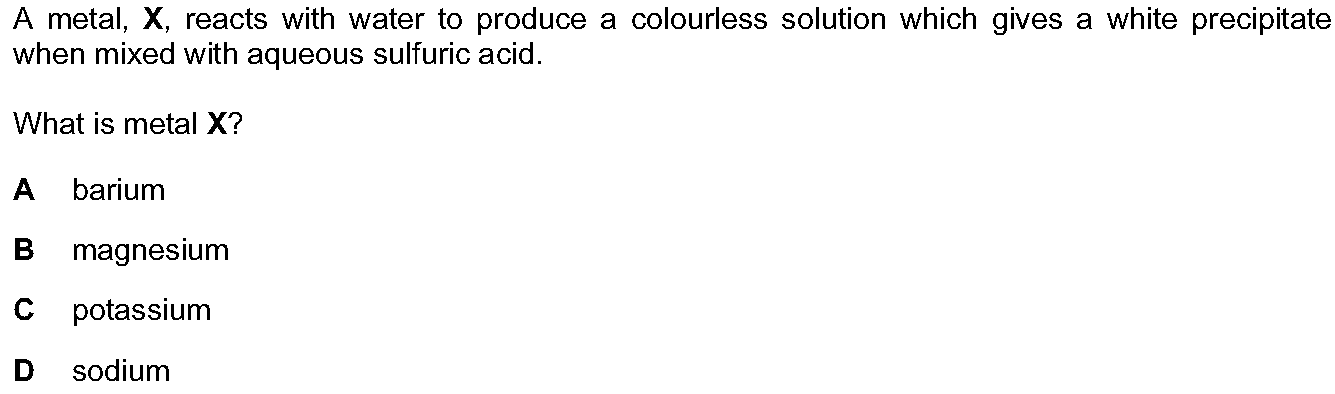 A metal, X, reacts with water to produce a colourless solution which gives a white precipitate
when mixed with aqueous sulfuric acid.
What is metal X?
A barium
B magnesium
C potassium
D sodium